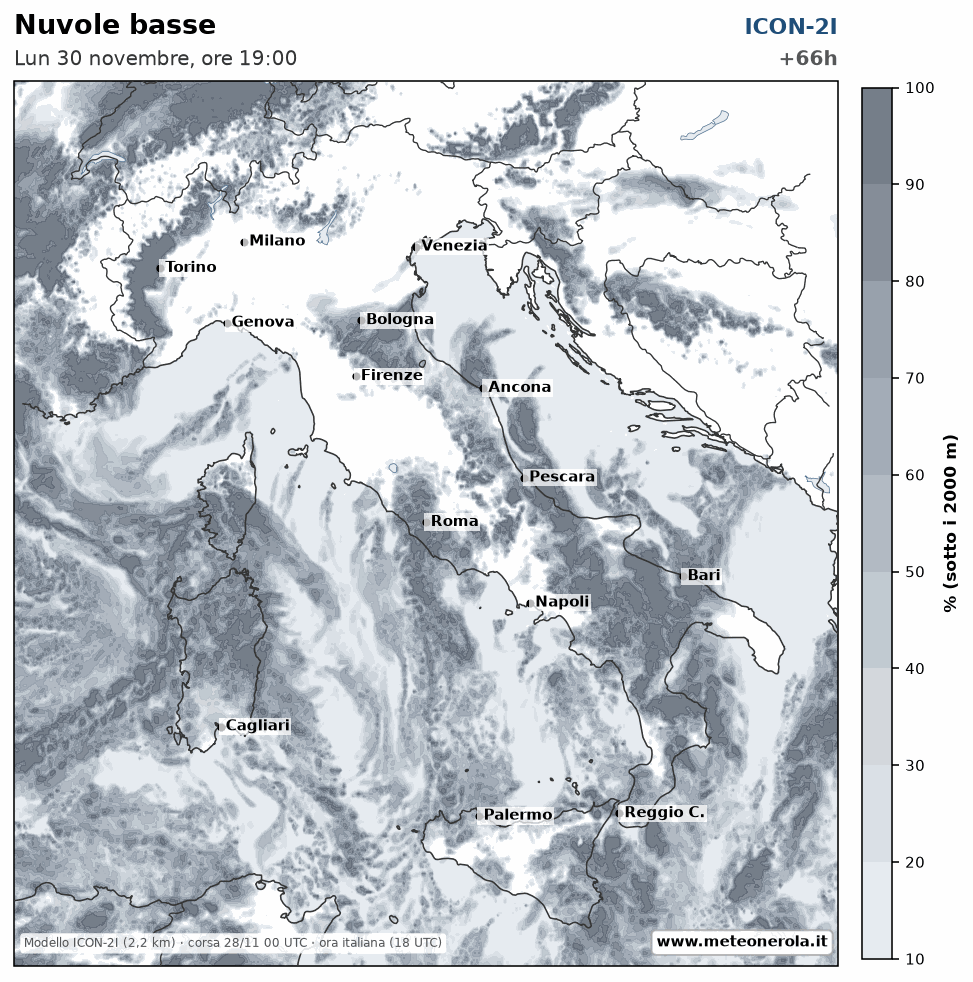 Nuvole basse
ICON-2I
Lun 30 novembre, ore 19:00
+66h
Milano
Venezia
Torino
Genova
Bologna
Firenze
Ancona
Pescara
Roma
Bari
Napoli
Cagliari
Palermo
Reggio C.
Modello ICON-2I (2,2 km) · corsa 28/11 00 UTC · ora italiana (18 UTC)
www.meteonerola.it
100
90
80
70
60
50
40
30
20
10
% (sotto i 2000 m)